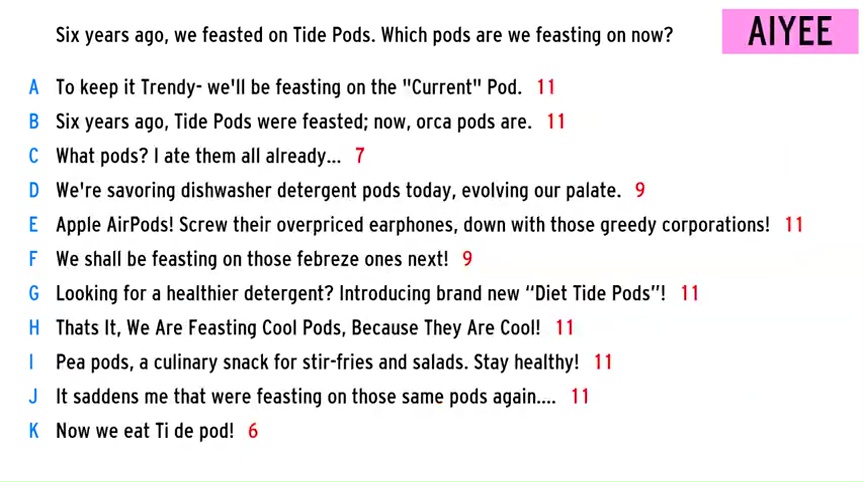 Six years ago, we feasted on Tide Pods. Which pods are we feasting on now?
AIYEE
A To keep it Trendy- we'll be feasting on the "Current" Pod. 11
B Six years ago, Tide Pods were feasted; now, orca pods are. 11
C What pods? I ate them all already... 7
D We're savoring dishwasher detergent pods today, evolving our palate. 9
E Apple AirPods! Screw their overpriced earphones, down with those greedy corporations! 11
F We shall be feasting on those febreze ones next! 9
G Looking for a healthier detergent? Introducing brand new “Diet Tide Pods”! 11
H Thats It, We Are Feasting Cool Pods, Because They Are Cool! 11
I Pea pods, a culinary snack for stir-fries and salads. Stay healthy! 11
J It saddens me that were feasting on those same pods again.... 11
K Now we eat Ti de pod! 6